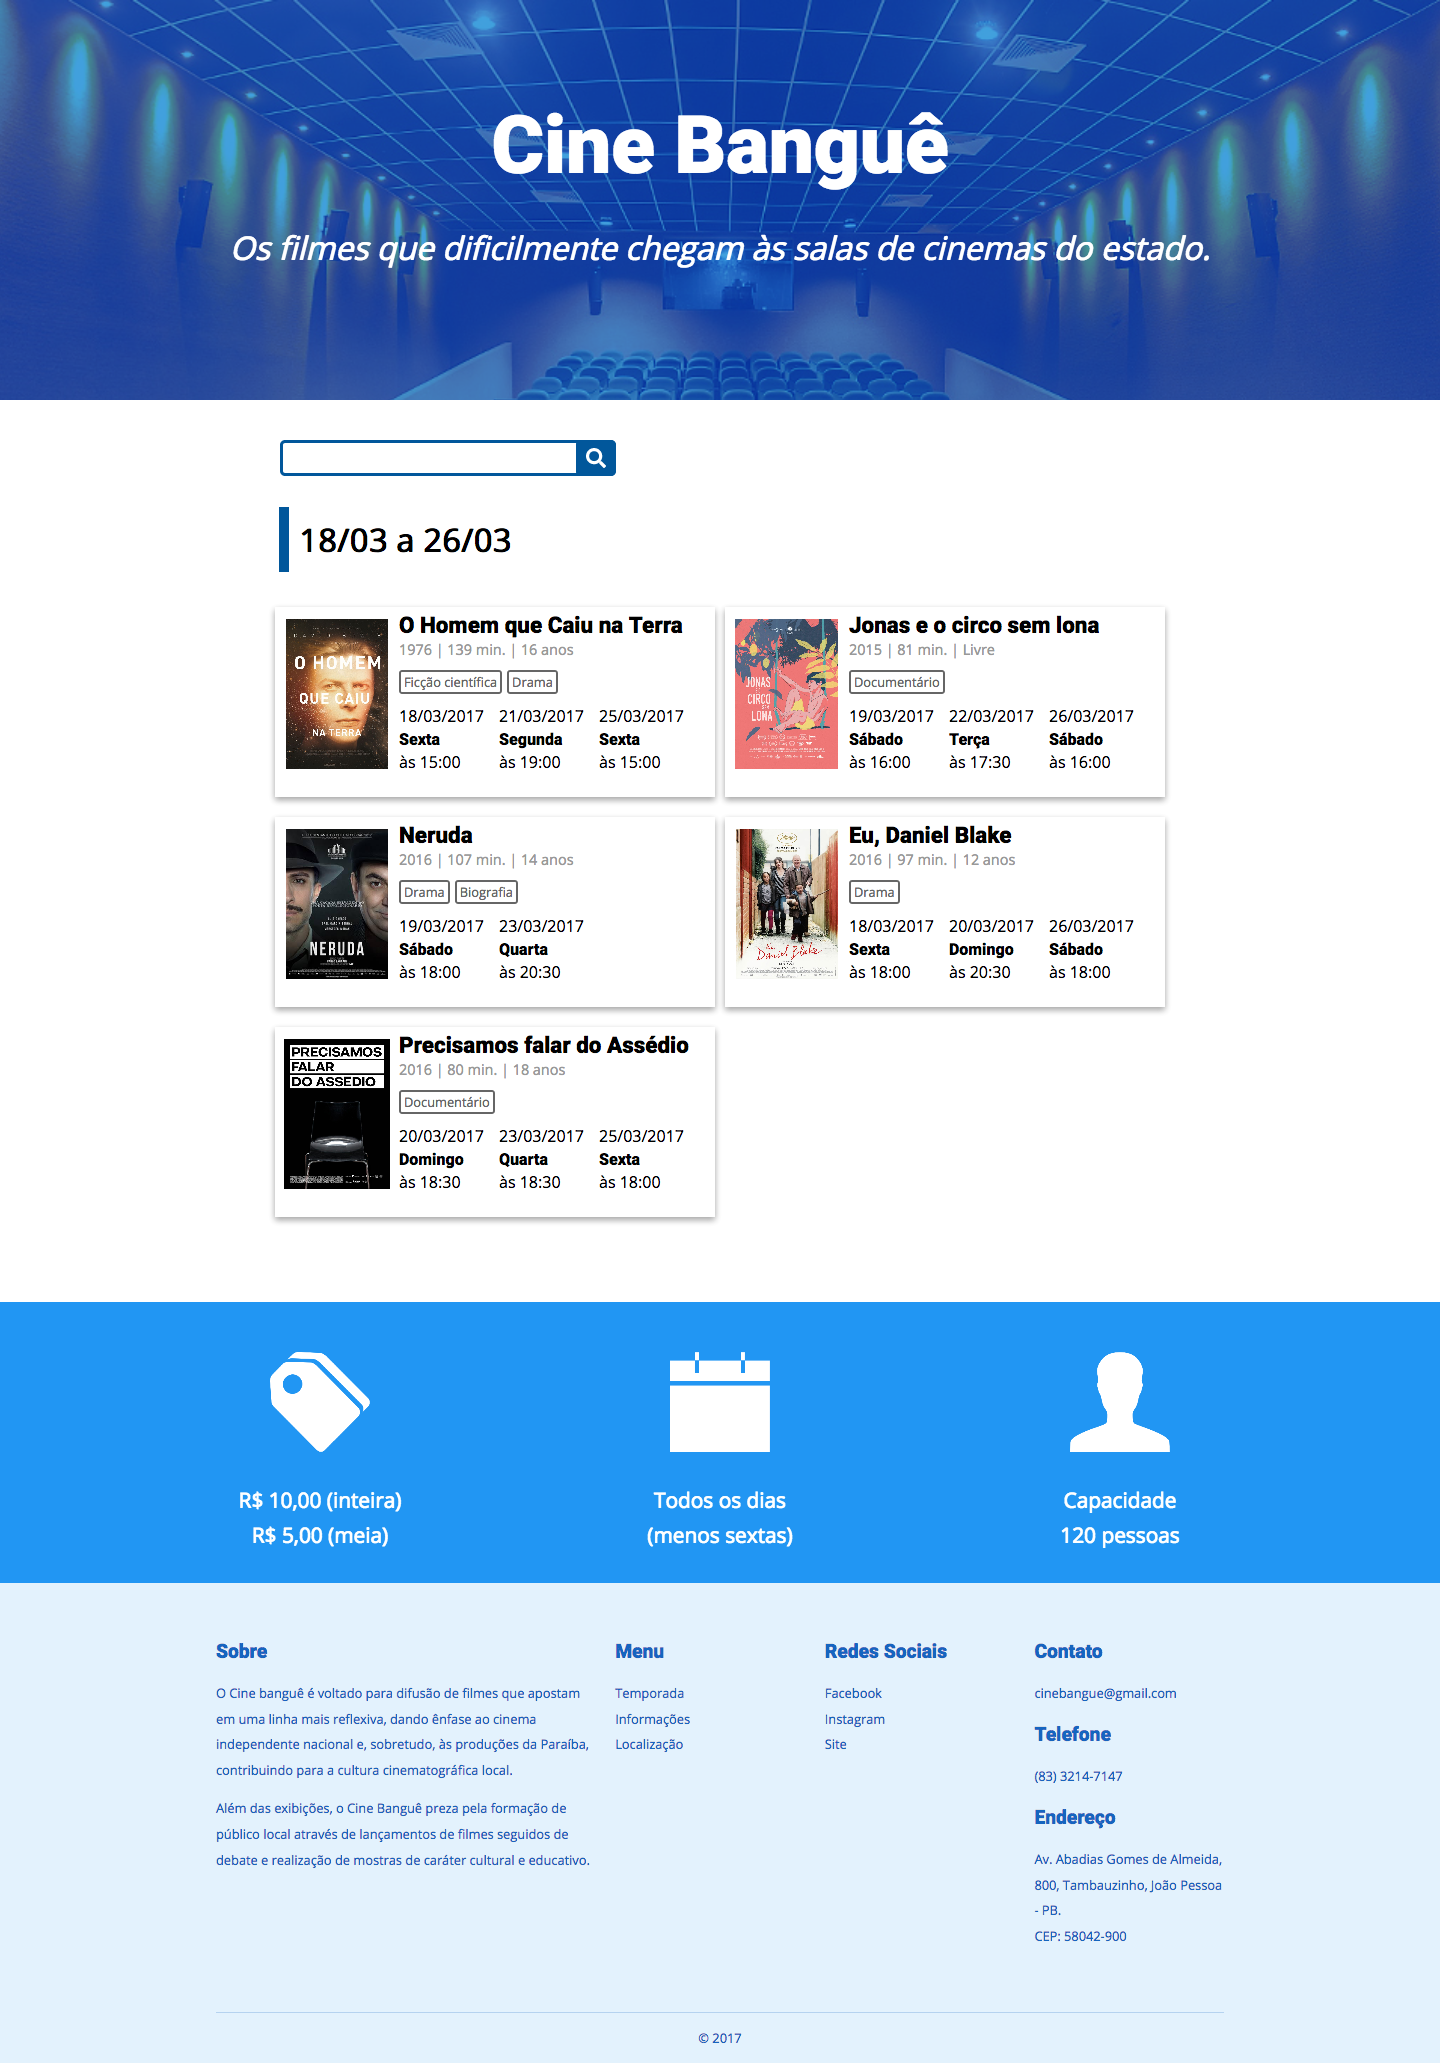 Cine Banguê
Os filmes que dificilmente chegam às salas de cinemas do estado.
18/03 a 26/03
O HOMEM
QUE CAIU
NA TERRA
O Homem que Caiu na Terra
1976 | 139 min. | 16 anos
Ficção científica Drama
18/03/2017 21/03/2017 25/03/2017
Sexta Segunda Sexta
às 15:00 às 19:00 às 15:00
JONAS
CIRCO
LONA
Jonas e o circo sem lona
2015 | 81 min. | Livre
Documentário
19/03/2017 22/03/2017 26/03/2017
Sábado Terça Sábado
às 16:00 às 17:30 às 16:00
NERUDA
Neruda
2016 | 107 min. | 14 anos
Drama Biografia
19/03/2017 23/03/2017
Sábado Quarta
às 18:00 às 20:30
Daniel Blake
Eu, Daniel Blake
2016 | 97 min. | 12 anos
Drama
18/03/2017 20/03/2017 26/03/2017
Sexta Domingo Sábado
às 18:00 às 20:30 às 18:00
PRECISAMOS
FALAR
DO ASSEDIO
Precisamos falar do Assédio
2016 | 80 min. | 18 anos
Documentário
20/03/2017 23/03/2017 25/03/2017
Domingo Quarta Sexta
às 18:30 às 18:30 às 18:00
R$ 10,00 (inteira)
R$ 5,00 (meia)
Todos os dias
(menos sextas)
Capacidade
120 pessoas
Sobre
O Cine banguê é voltado para difusão de filmes que apostam
em uma linha mais reflexiva, dando ênfase ao cinema
independente nacional e, sobretudo, às produções da Paraíba,
contribuindo para a cultura cinematográfica local.
Além das exibições, o Cine Banguê preza pela formação de
público local através de lançamentos de filmes seguidos de
debate e realização de mostras de caráter cultural e educativo.
Menu
Temporada
Informações
Localização
Redes Sociais
Facebook
Instagram
Site
Contato
cinebangue@gmail.com
Telefone
(83) 3214-7147
Endereço
Av. Abadias Gomes de Almeida,
800, Tambauzinho, João Pessoa
- PB.
CEP: 58042-900
© 2017